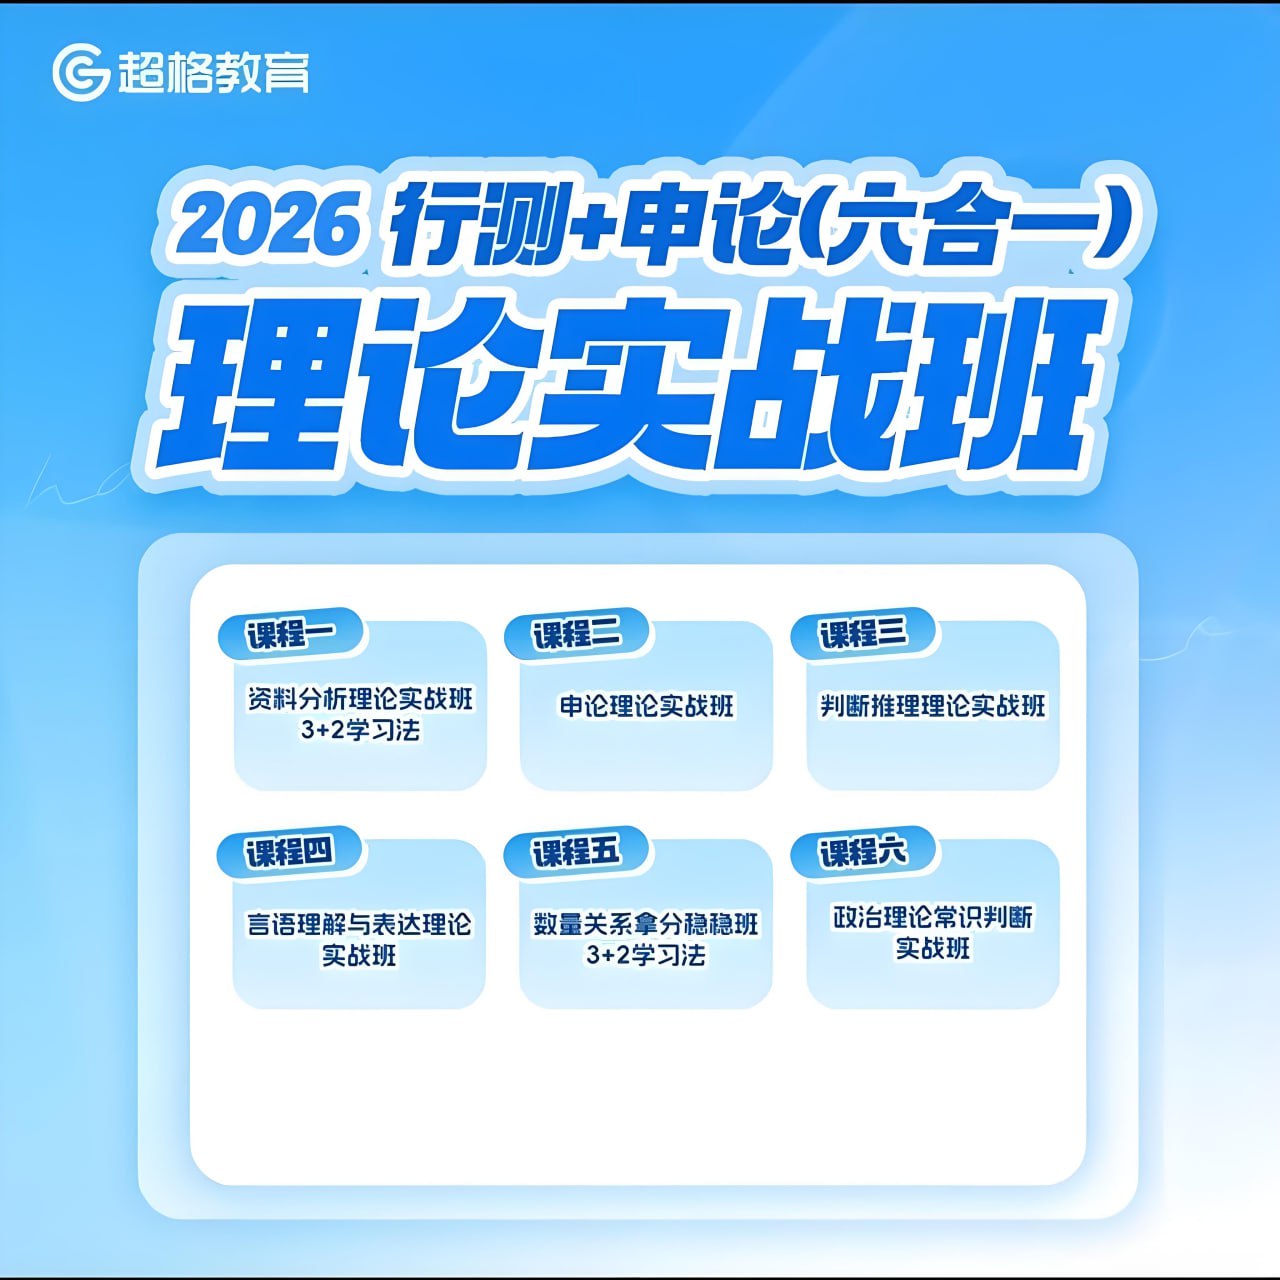 超格教育
2026 行测+申论(六合一)
理论实战班
课程一
资料分析理论实战班
3+2学习法
课程二
申论理论实战班
课程三
判断推理理论实战班
课程四
言语理解与表达理论
实战班
课程五
数量关系拿分稳稳班
3+2学习法
课程六
政治理论常识判断
实战班